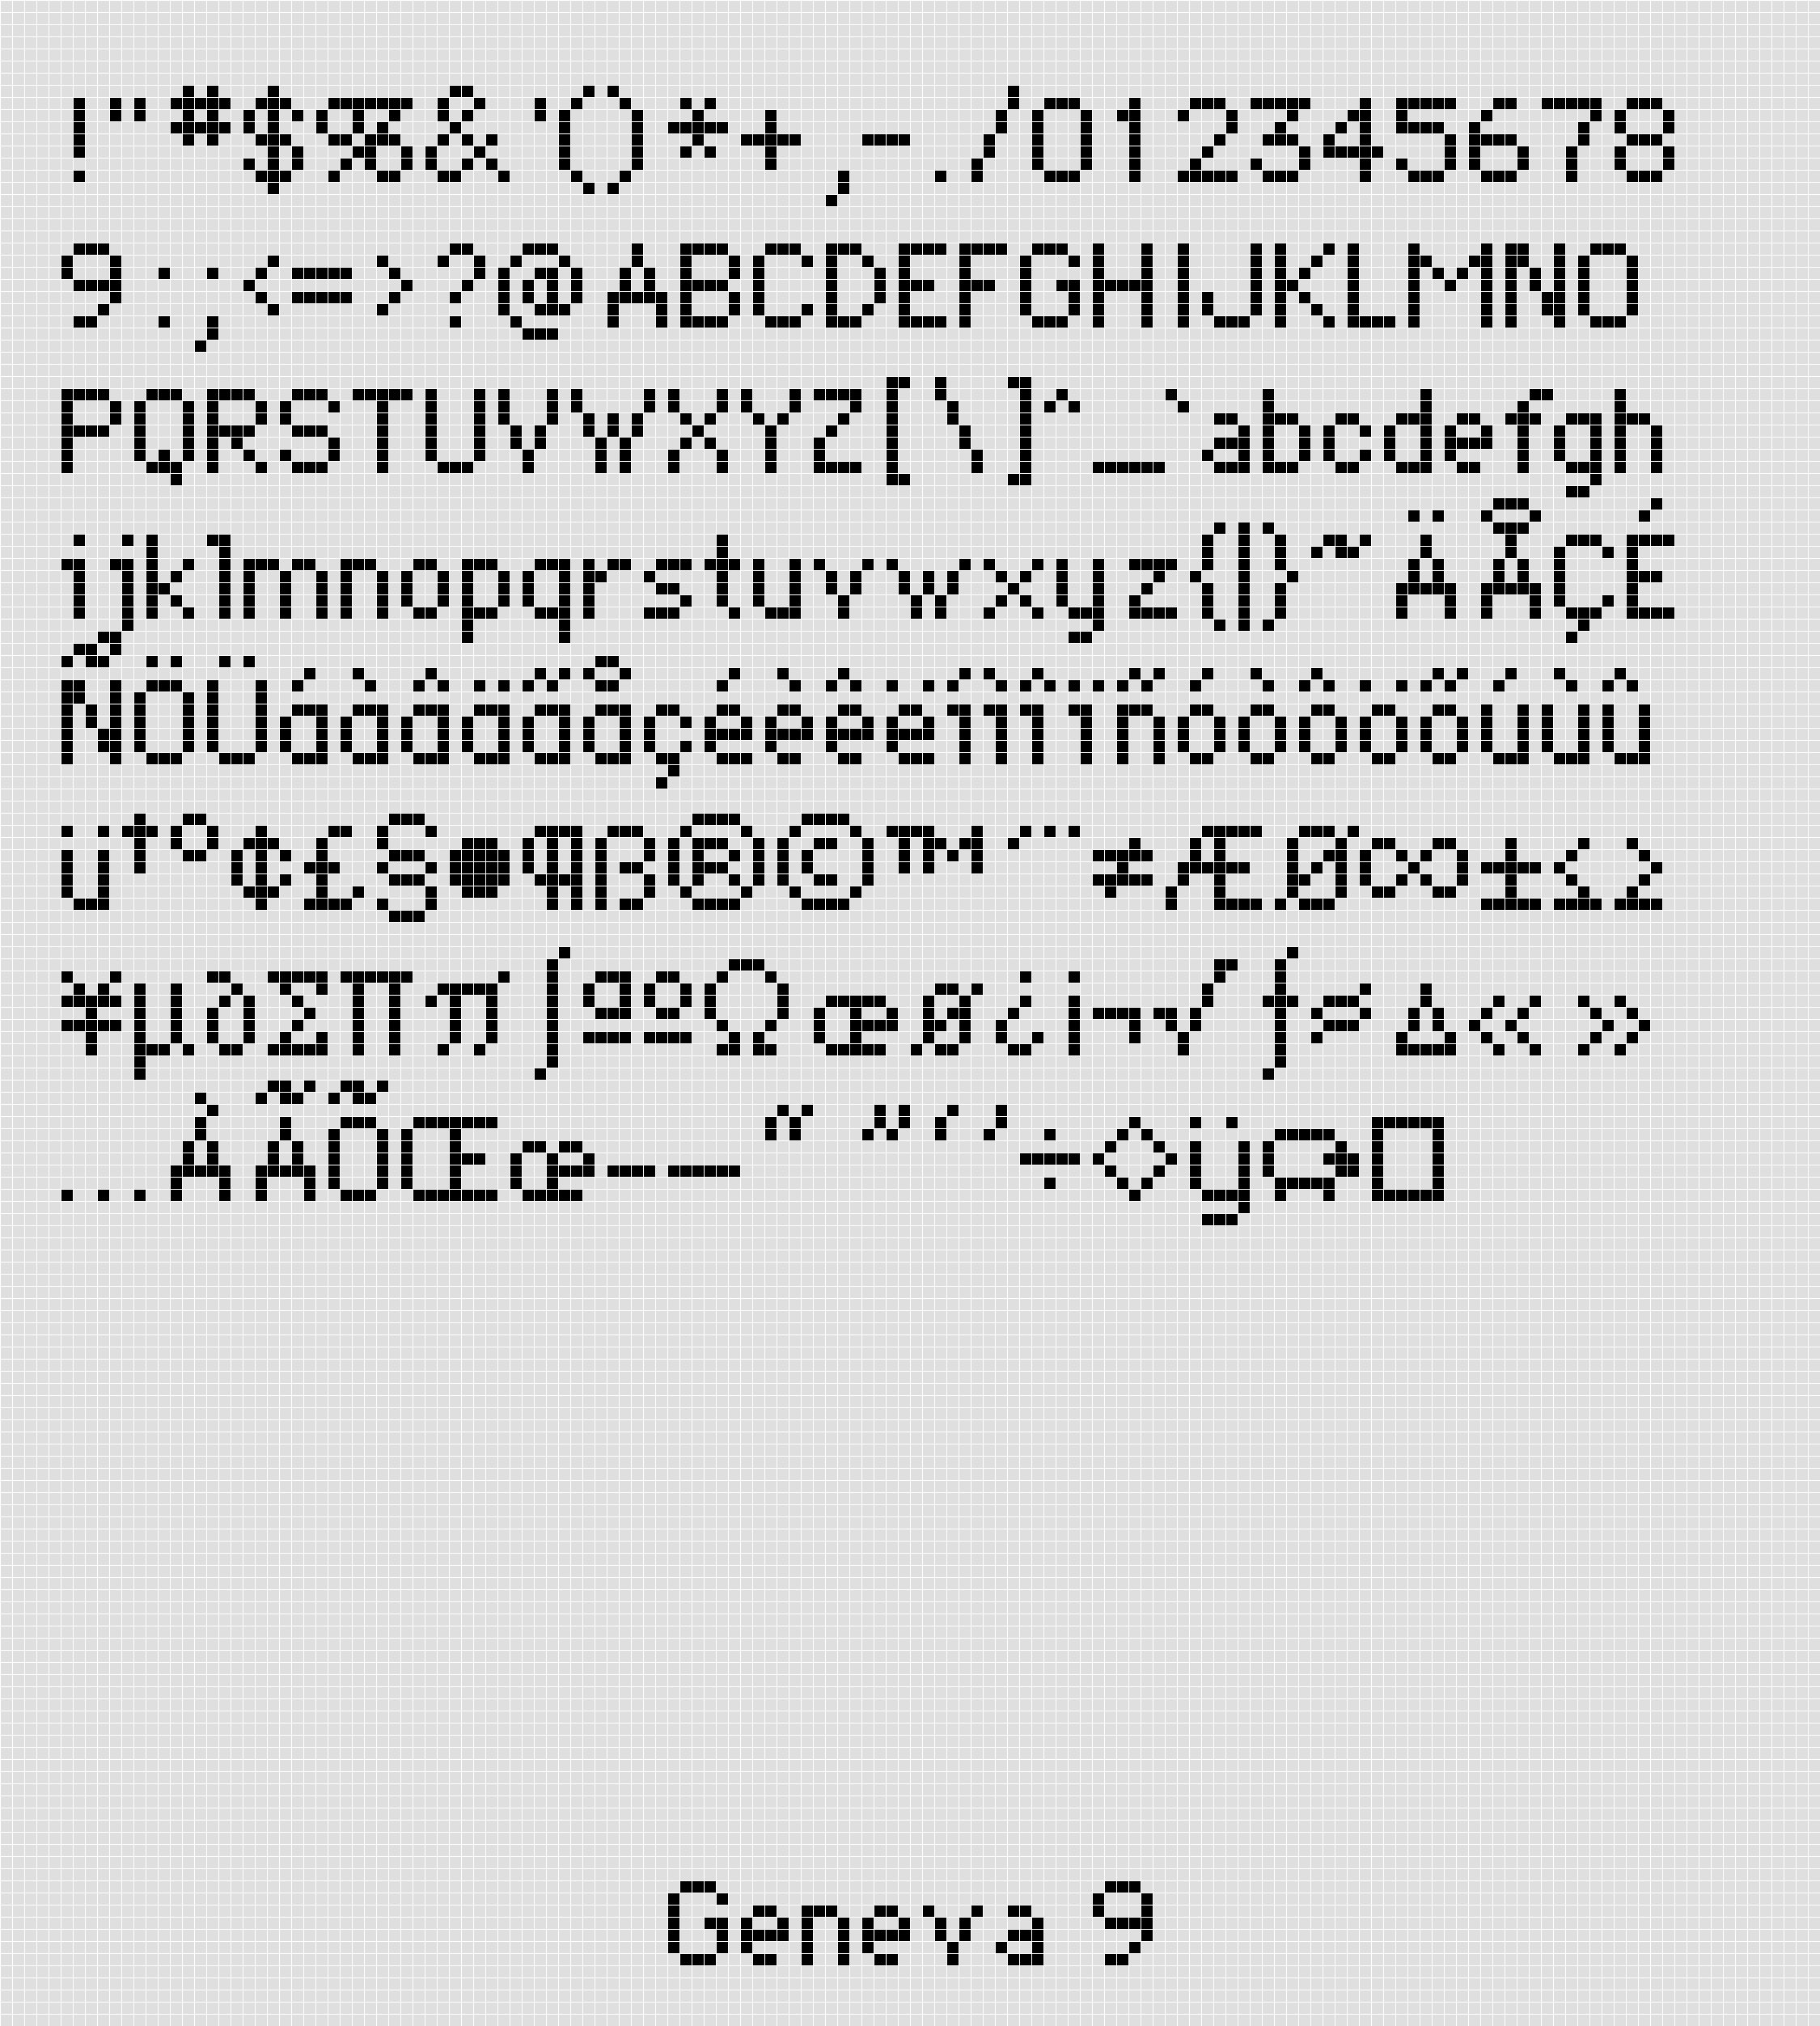 !"#$%&'()*+,-./012345678
9:;<=>?@ABCDEFGHIJKLMNO
PQRSTUVWXYZ[\]^_`abcdefgh
ijklmnopqrstuvwxyz{|}~ÄÅÇÉ
ÑÖÜáàâäãåçéèêëíìîïñóòôöõúùû
ü†°¢£§•¶ß®©™´¨≠ÆØ∞±≤≥
¥µ∂∑∏π∫ªºΩæø¿¡¬√ƒ≈∆«»
…ÀÃÕŒœ–—“”‘’÷◊ÿ
Geneva 9